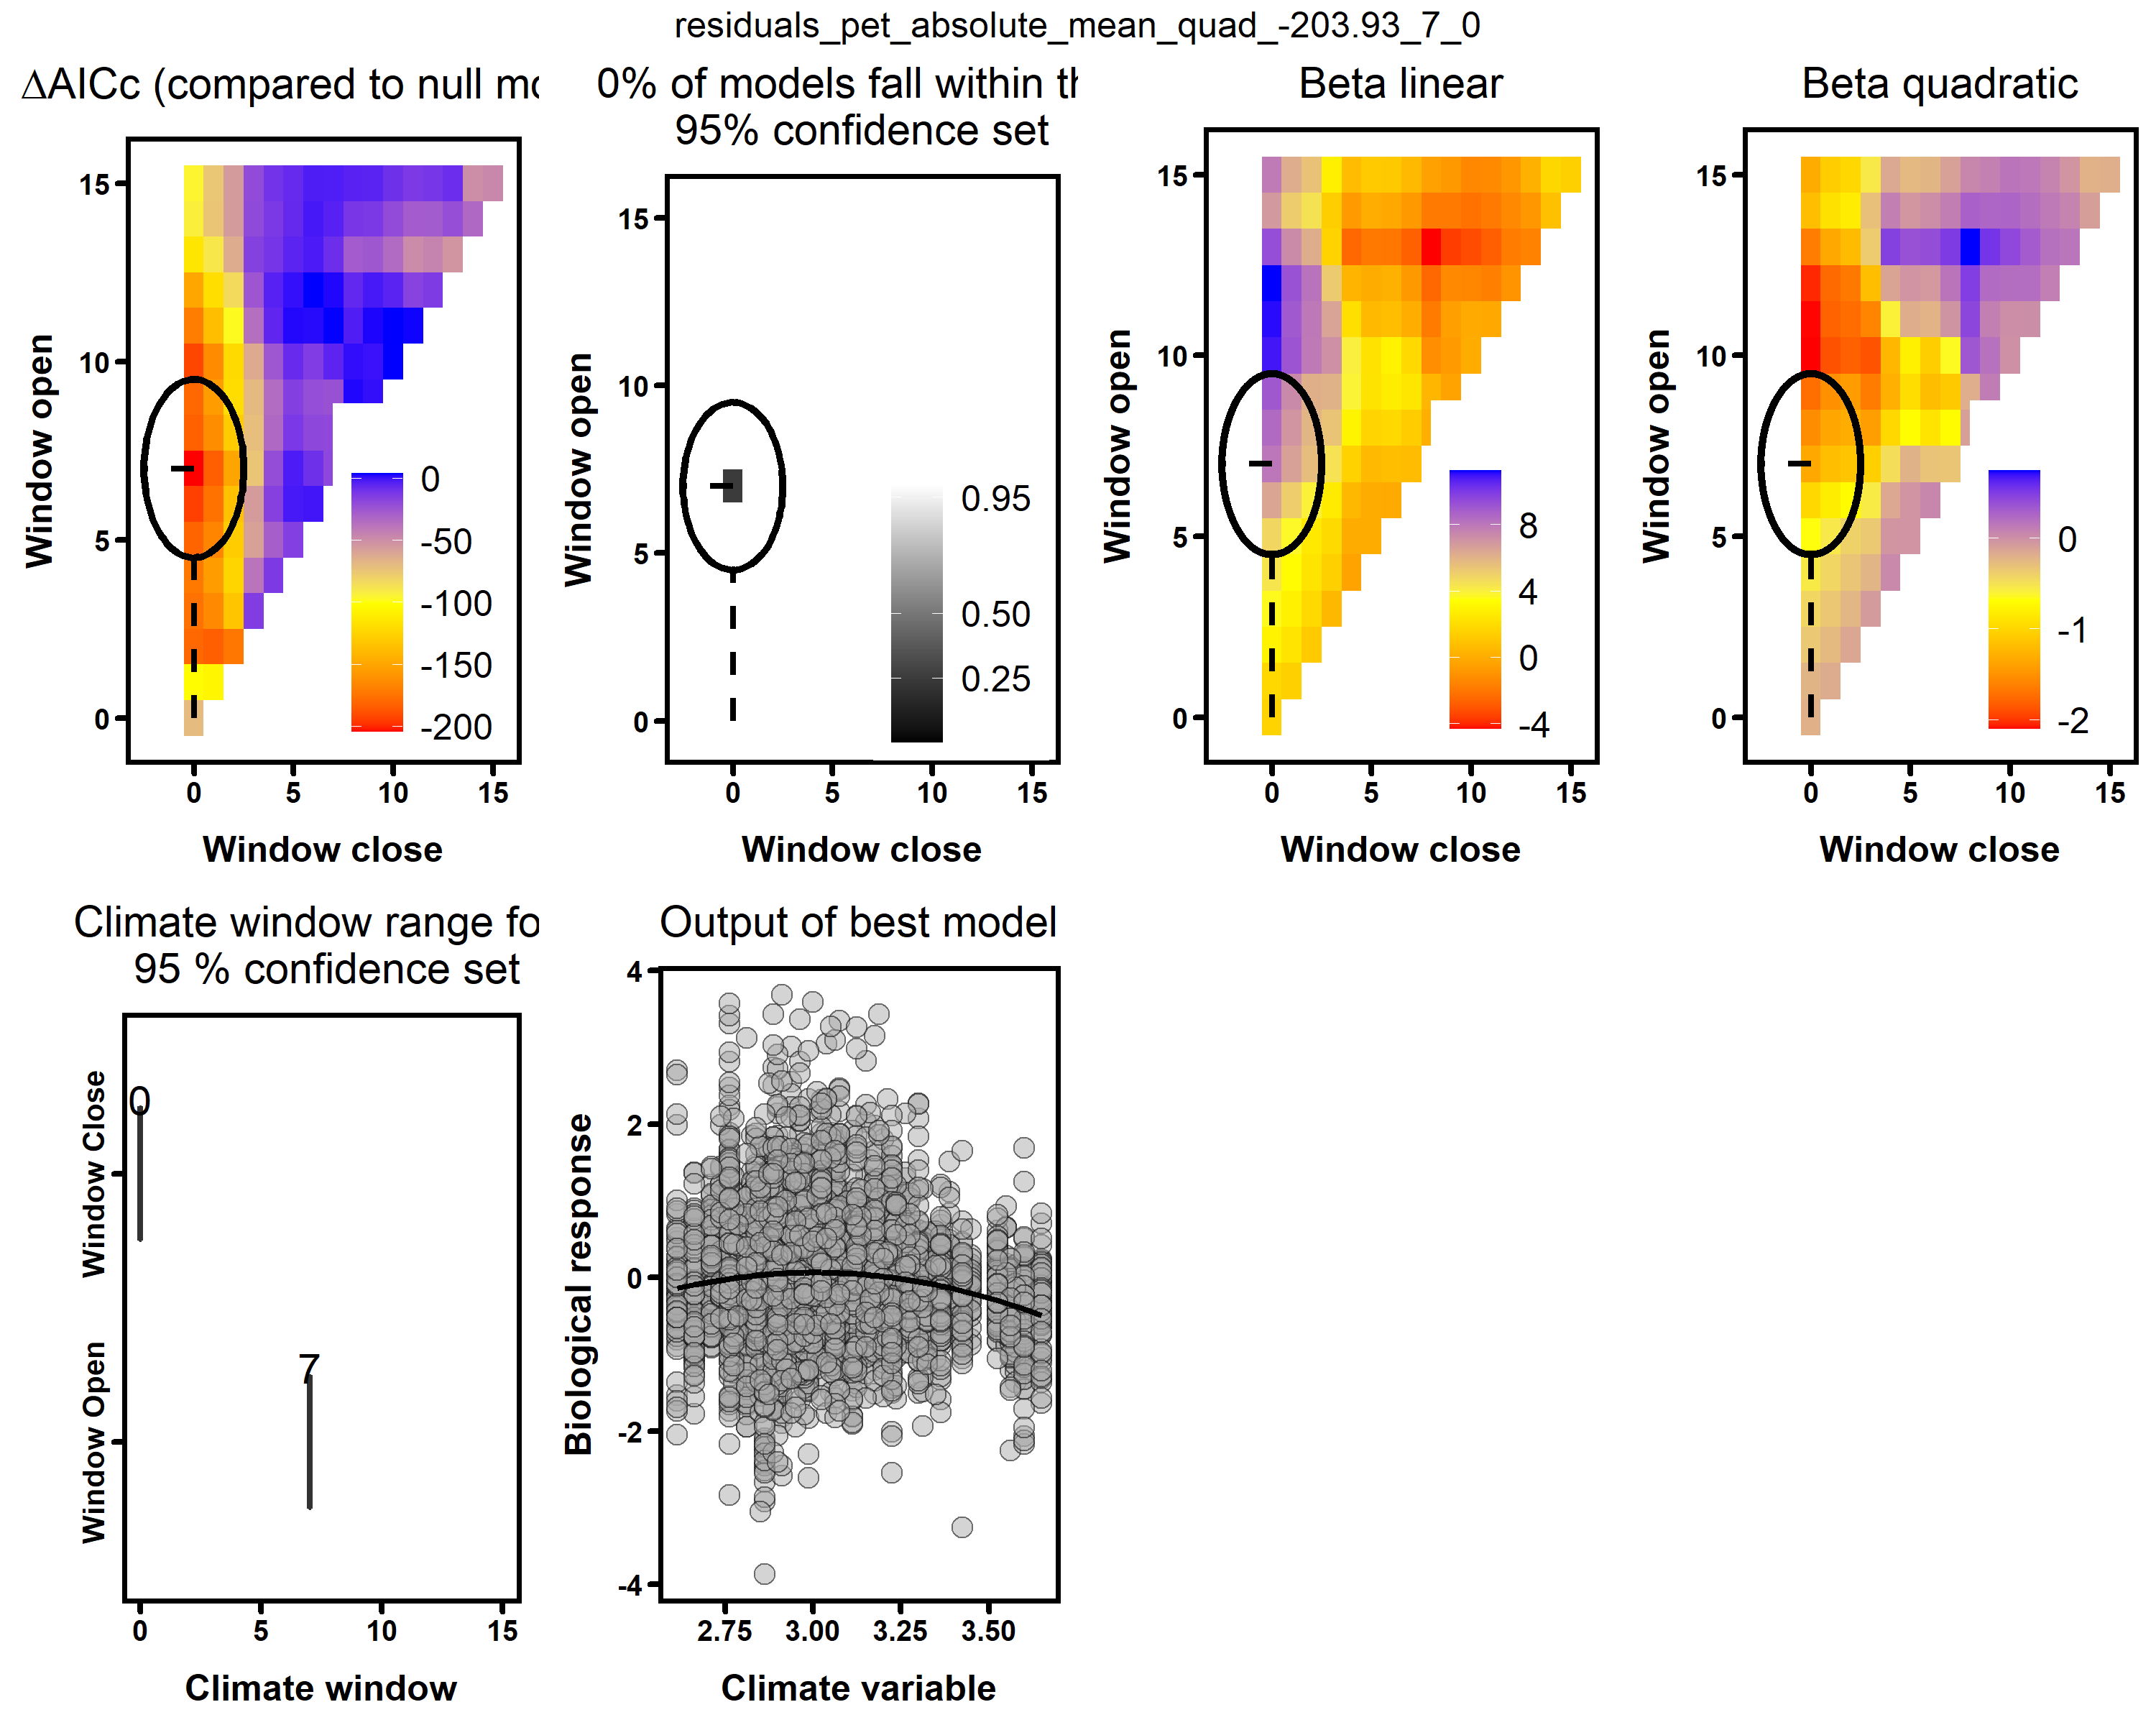 residuals_pet_absolute_mean_quad_-203.93_7_0
ΔAICc (compared to null mo
Window open
15
10
5
0
0
-50
-100
-150
-200
0 5 10 15
Window close
0% of models fall within th
95% confidence set
Window open
15
10
5
0
0.95
0.50
0.25
0 5 10 15
Window close
Beta linear
Window open
15
10
5
0
8
4
0
-4
0 5 10 15
Window close
Beta quadratic
Window open
15
10
5
0
0
-1
-2
0 5 10 15
Window close
Climate window range fo
95 % confidence set
Window Close
0
Window Open
7
0 5 10 15
Climate window
Output of best model
Biological response
4
2
0
-2
-4
2.75 3.00 3.25 3.50
Climate variable